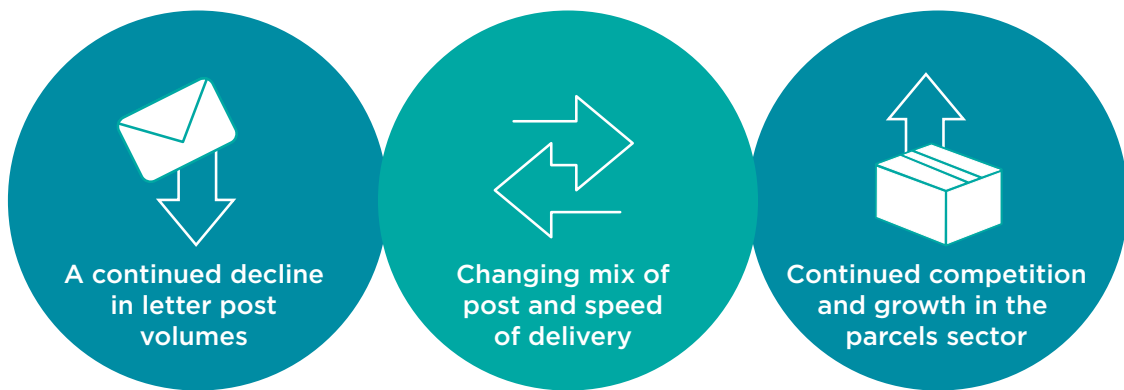 A continued decline
in letter post
volumes
Changing mix of
post and speed
of delivery
Continued competition
and growth in the
parcels sector